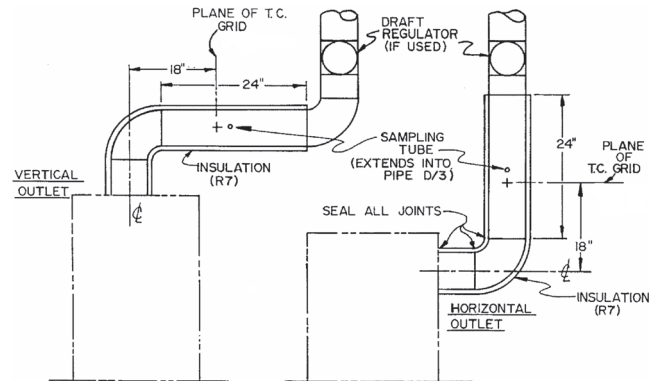 PLANE OF T.C.
GRID
18"
24"
DRAFT
REGULATOR
(IF USED)
SAMPLING
TUBE
(EXTENDS INTO
PIPE D/3)
INSULATION
(R7)
VERTICAL
OUTLET
℄
24"
PLANE
OF
T.C. GRID
SEAL ALL JOINTS
18"
℄
HORIZONTAL
OUTLET
INSULATION
(R7)